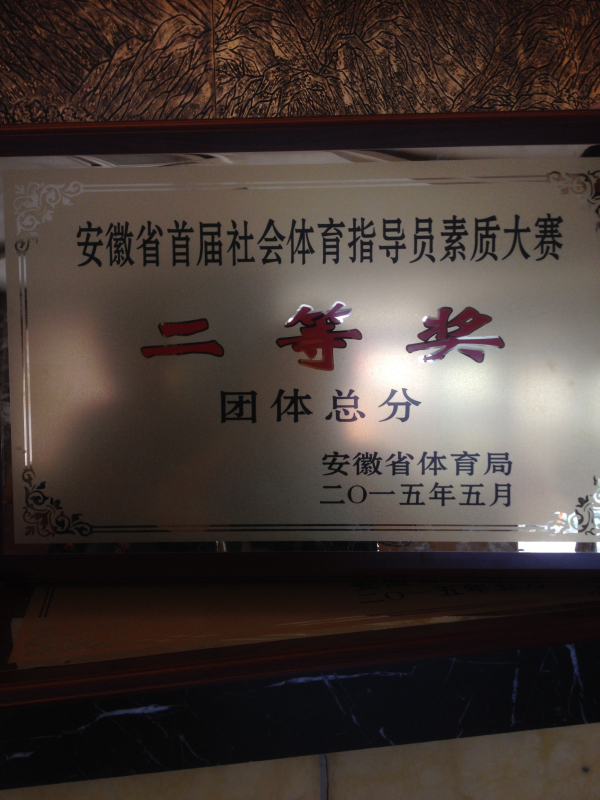 安徽省首届社会体育指导员素质大赛
二等奖
团体总分
安徽省体育局
二〇一五年五月